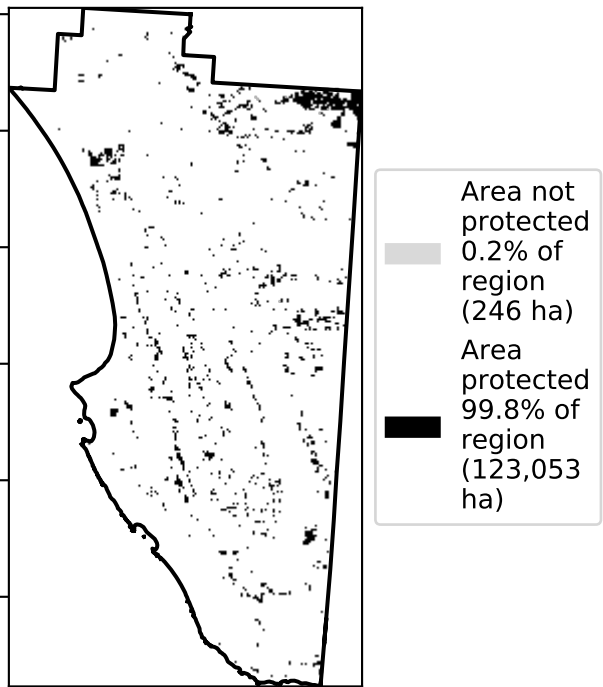 Area not
protected
0.2% of
region
(246 ha)
Area
protected
99.8% of
region
(123,053
ha)